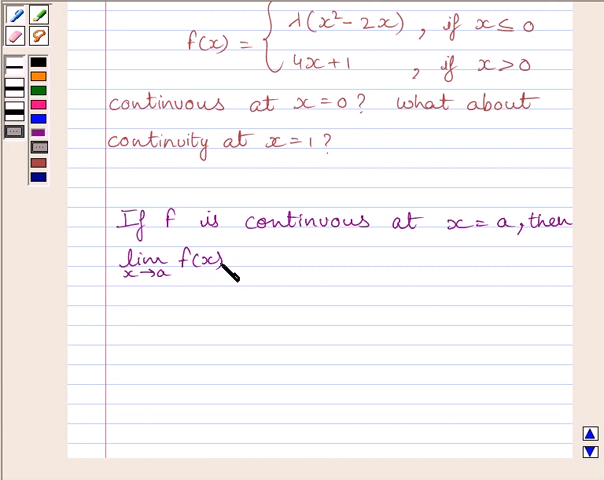 λ(x² - 2x) , if x ≤ 0
f(x) = {
4x+1 , if x > 0
continuous at x = 0 ? what about
continuity at x = 1 ?
If f is continuous at x = a, then
lim f(x)
x→a